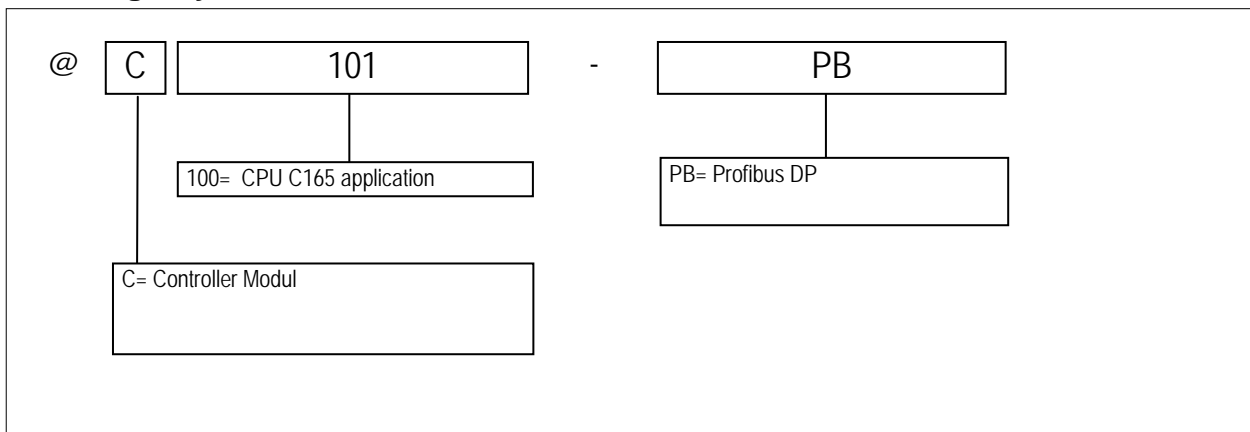 @ C 101 - PB
100= CPU C165 application
PB= Profibus DP
C= Controller Modul